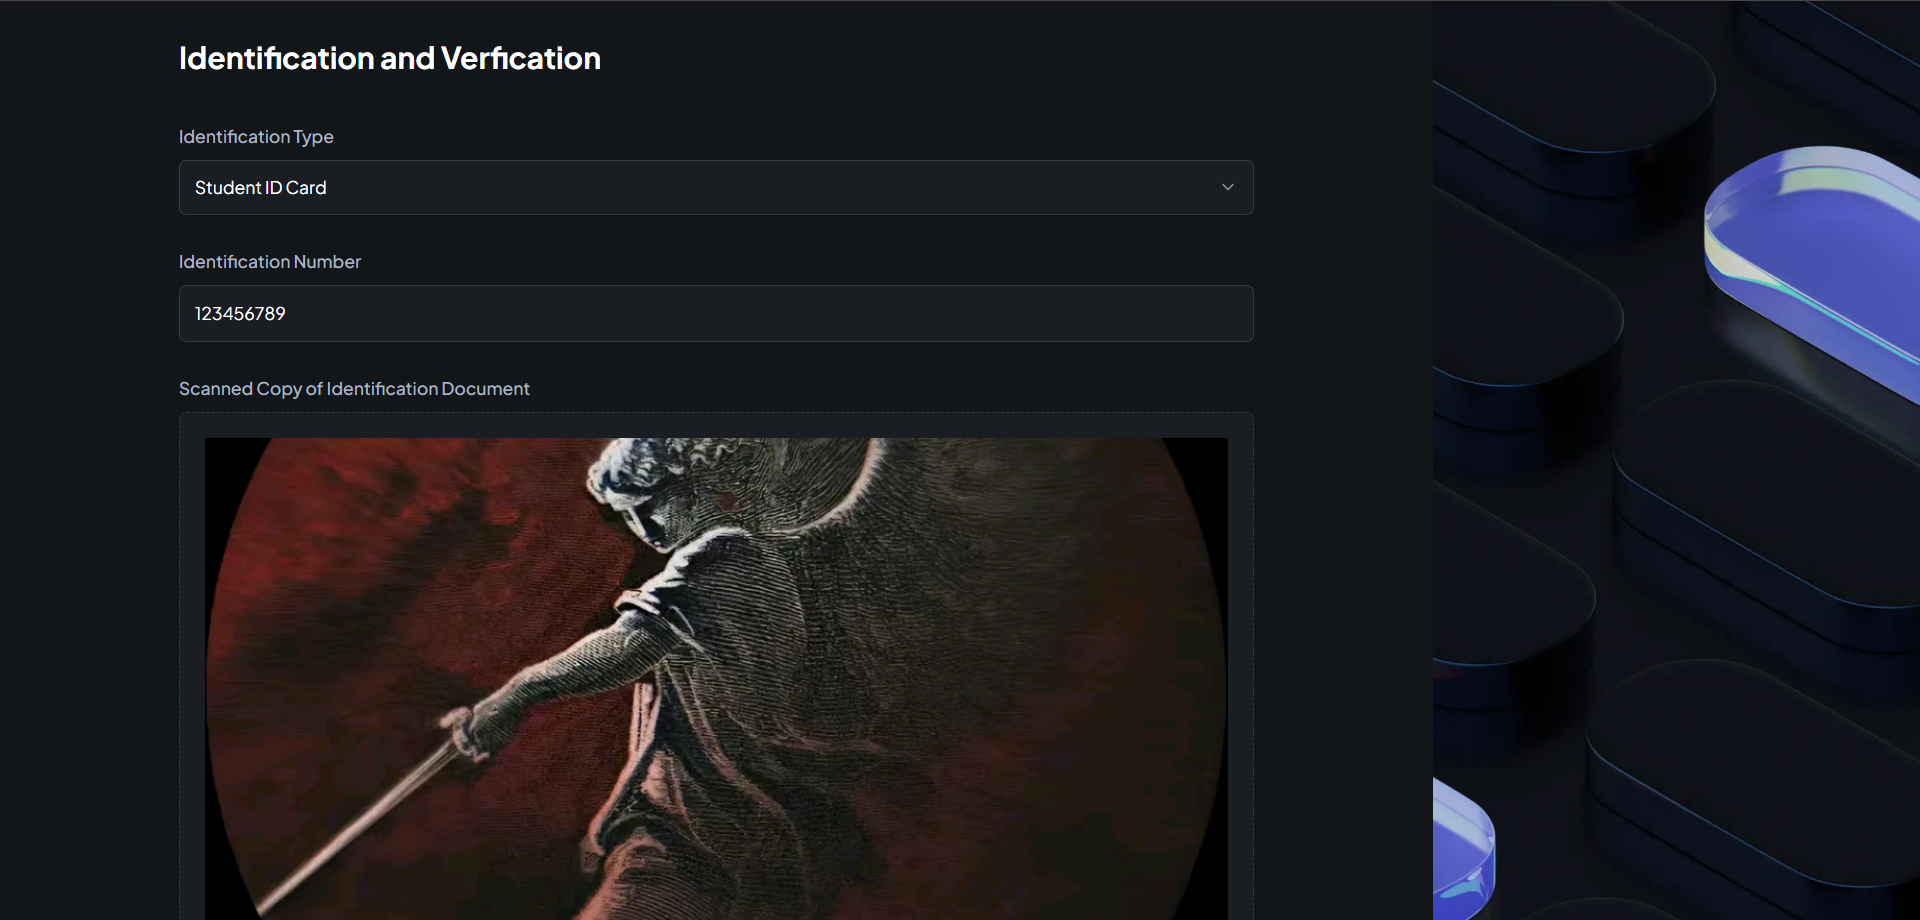 Identification and Verfication
Identification Type
Student ID Card
Identification Number
123456789
Scanned Copy of Identification Document